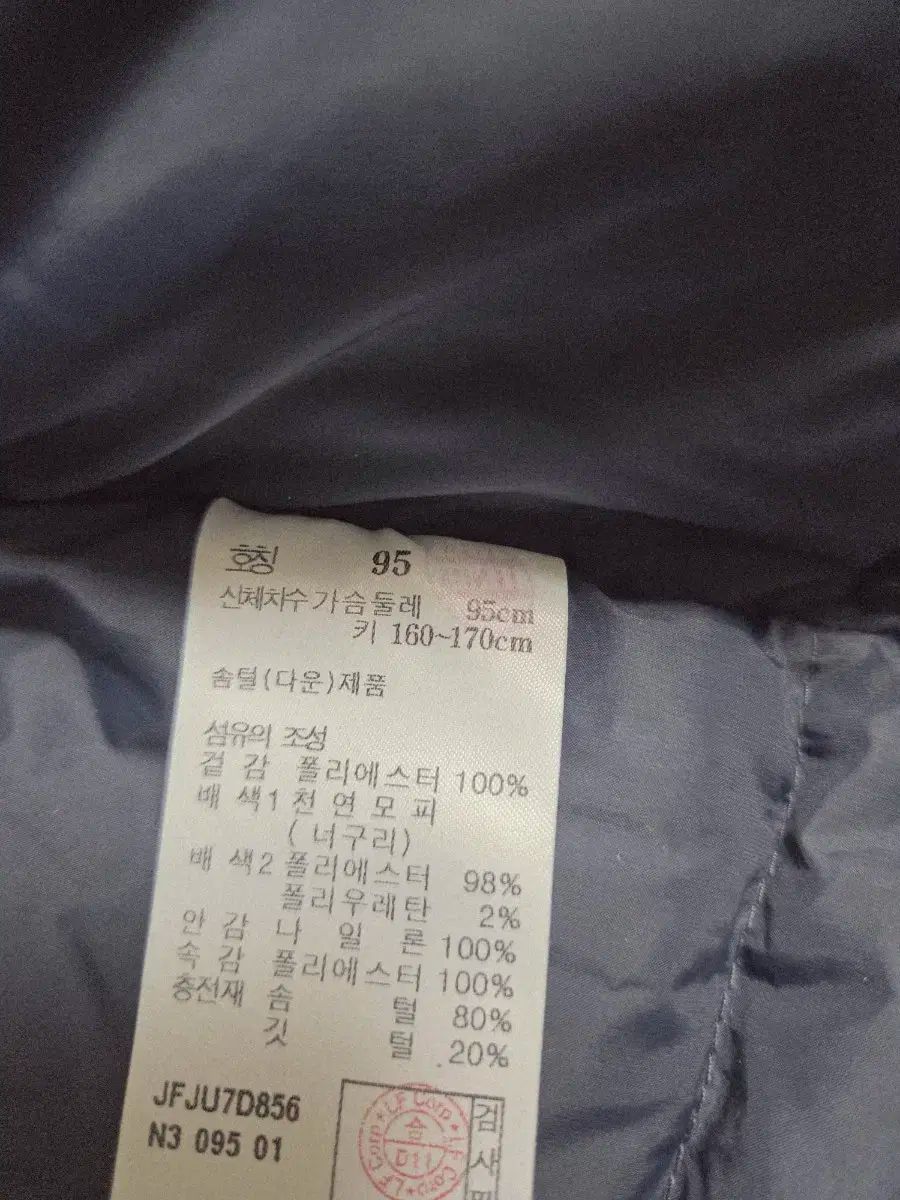 호칭 95
신체치수 가슴둘레 95cm
키 160~170cm
솜털(다운)제품
섬유의 조성
겉감 폴리에스터 100%
배색1 천연모피
(너구리)
배색2 폴리에스터 98%
폴리우레탄 2%
안감 나일론 100%
속감 폴리에스터 100%
충전재 솜털 80%
깃털 20%
JFJU7D856
N3 095 01
LF Corp LF Corp
솜
D11
검
사